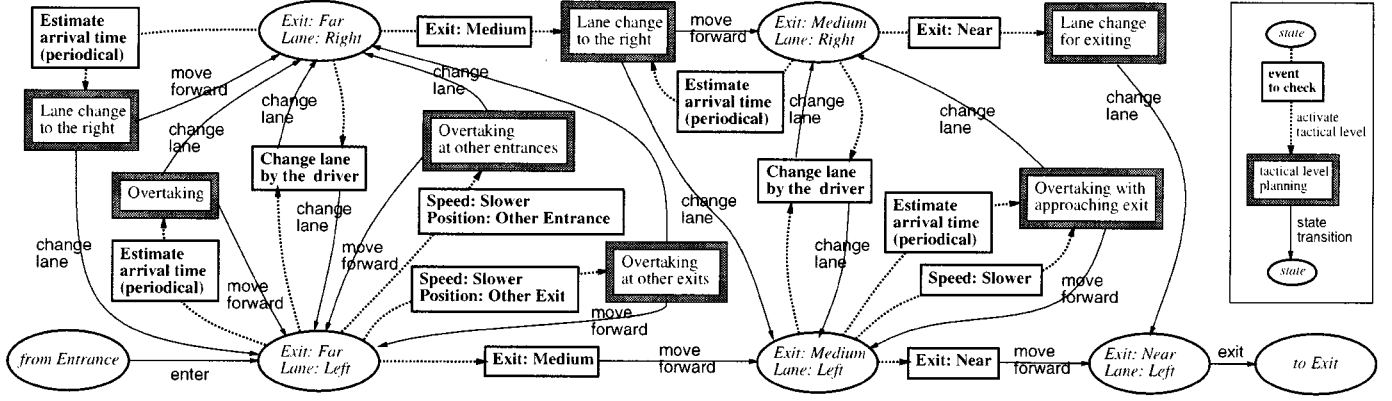 Estimate
arrival time
(periodical)
Exit: Far
Lane: Right
Exit: Medium
Lane change
to the right
move
forward
Exit: Medium
Lane: Right
Exit: Near
Lane change
for exiting
state
event
to check
activate
tactical level
tactical level
planning
state
transition
state
move
forward
Lane change
to the right
change
lane
change
lane
change
lane
Overtaking
at other entrances
Estimate
arrival time
(periodical)
change
lane
change
lane
change
lane
Overtaking
Change lane
by the driver
Speed: Slower
Position: Other Entrance
change
lane
Change lane
by the driver
Estimate
arrival time
(periodical)
Overtaking with
approaching exit
change
lane
Estimate
arrival time
(periodical)
change
lane
move
forward
Speed: Slower
Position: Other Exit
Overtaking
at other exits
change
lane
Speed: Slower
move
forward
move
forward
move
forward
from Entrance
enter
Exit: Far
Lane: Left
Exit: Medium
move
forward
Exit: Medium
Lane: Left
Exit: Near
move
forward
Exit: Near
Lane: Left
exit
to Exit